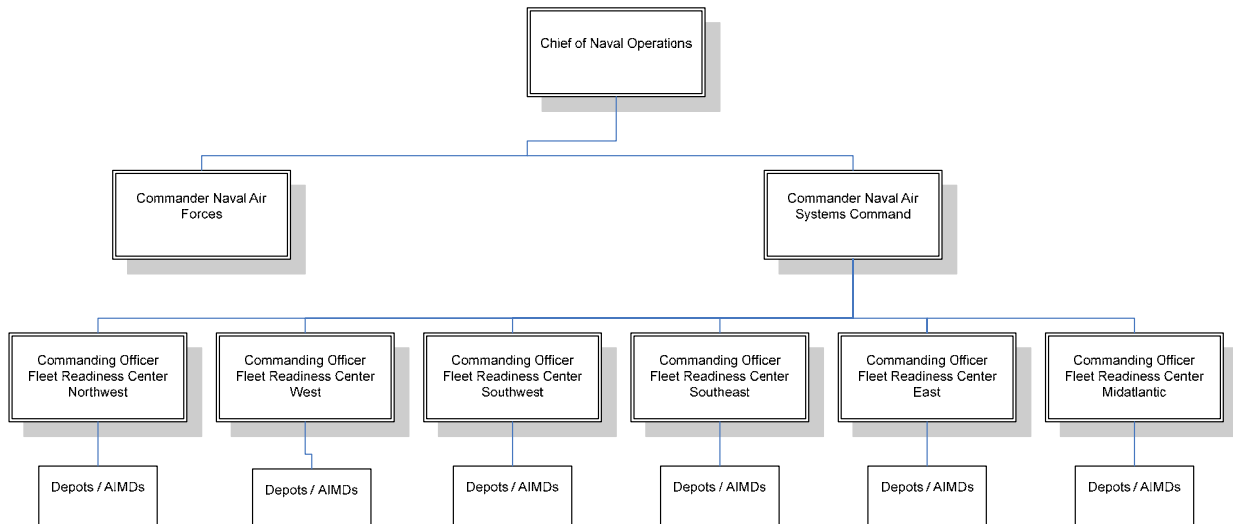 Chief of Naval Operations
Commander Naval Air
Forces
Commander Naval Air
Systems Command
Commanding Officer
Fleet Readiness Center
Northwest
Commanding Officer
Fleet Readiness Center
West
Commanding Officer
Fleet Readiness Center
Southwest
Commanding Officer
Fleet Readiness Center
Southeast
Commanding Officer
Fleet Readiness Center
East
Commanding Officer
Fleet Readiness Center
Midatlantic
Depots / AIMDs
Depots / AIMDs
Depots / AIMDs
Depots / AIMDs
Depots / AIMDs
Depots / AIMDs